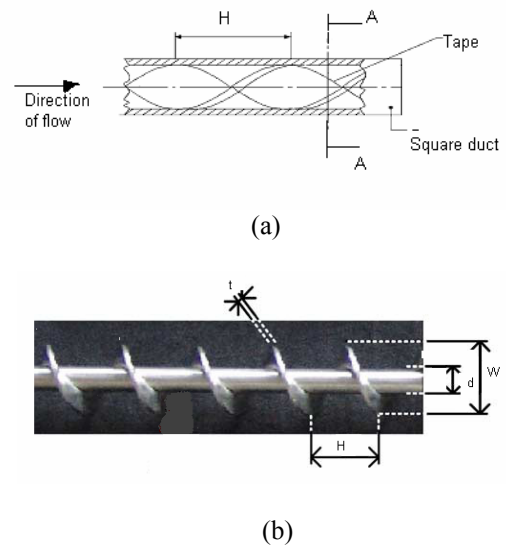 H
A
Tape
Direction
of flow
Square duct
A
(a)
t
d
W
H
(b)